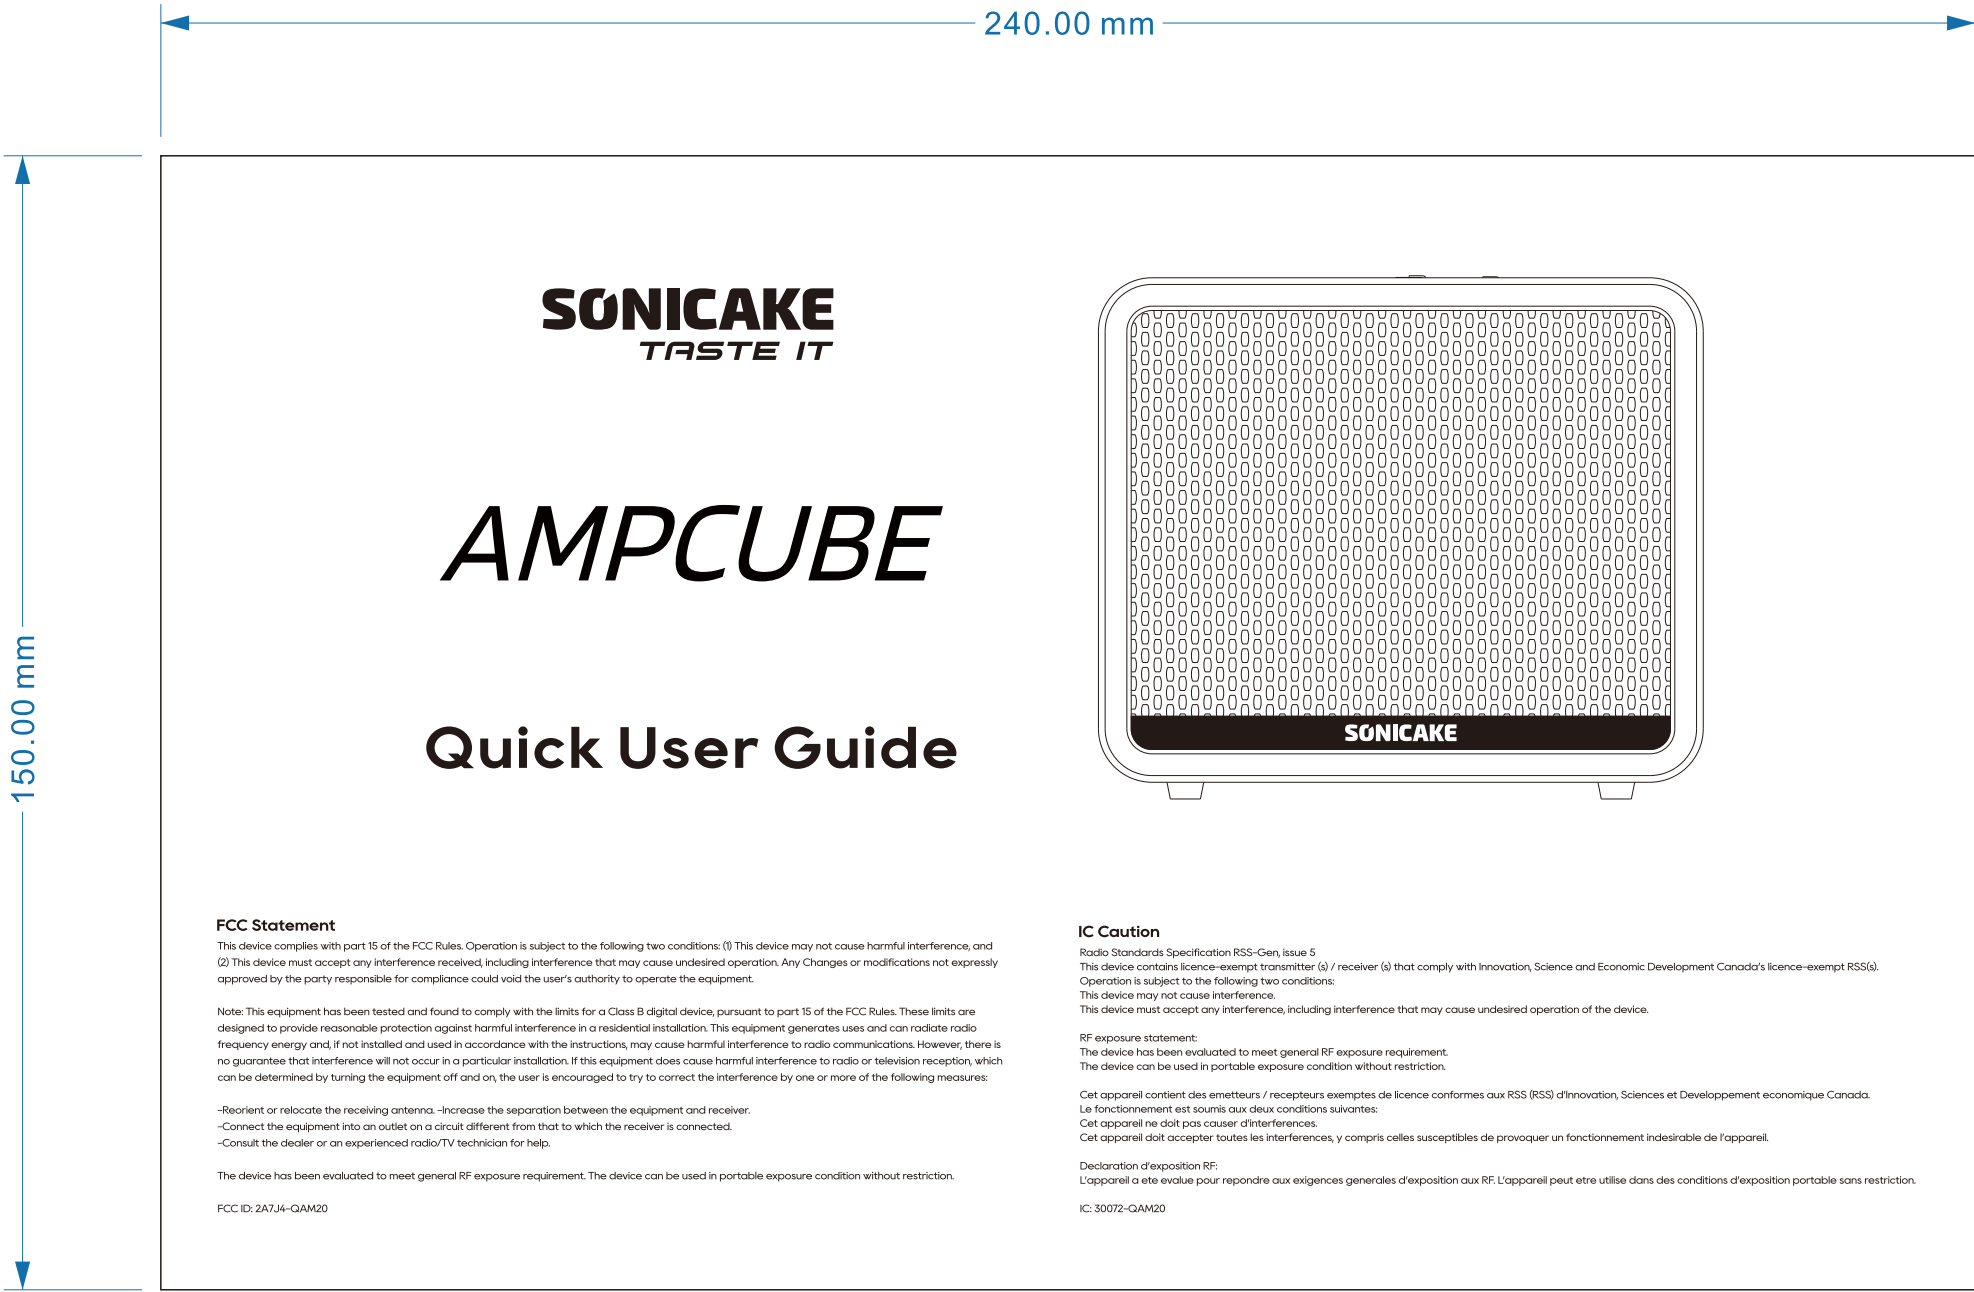 240.00 mm
150.00 mm
SONICAKE
TASTE IT
AMPCUBE
Quick User Guide
SONICAKE
FCC Statement
This device complies with part 15 of the FCC Rules. Operation is subject to the following two conditions: (1) This device may not cause harmful interference, and
(2) This device must accept any interference received, including interference that may cause undesired operation. Any Changes or modifications not expressly
approved by the party responsible for compliance could void the user's authority to operate the equipment.
Note: This equipment has been tested and found to comply with the limits for a Class B digital device, pursuant to part 15 of the FCC Rules. These limits are
designed to provide reasonable protection against harmful interference in a residential installation. This equipment generates uses and can radiate radio
frequency energy and, if not installed and used in accordance with the instructions, may cause harmful interference to radio communications. However, there is
no guarantee that interference will not occur in a particular installation. If this equipment does cause harmful interference to radio or television reception, which
can be determined by turning the equipment off and on, the user is encouraged to try to correct the interference by one or more of the following measures:
-Reorient or relocate the receiving antenna. -Increase the separation between the equipment and receiver.
-Connect the equipment into an outlet on a circuit different from that to which the receiver is connected.
-Consult the dealer or an experienced radio/TV technician for help.
The device has been evaluated to meet general RF exposure requirement. The device can be used in portable exposure condition without restriction.
FCC ID: 2A7J4-QAM20
IC Caution
Radio Standards Specification RSS-Gen, issue 5
This device contains licence-exempt transmitter (s) / receiver (s) that comply with Innovation, Science and Economic Development Canada's licence-exempt RSS(s).
Operation is subject to the following two conditions:
This device may not cause interference.
This device must accept any interference, including interference that may cause undesired operation of the device.
RF exposure statement:
The device has been evaluated to meet general RF exposure requirement.
The device can be used in portable exposure condition without restriction.
Cet appareil contient des emetteurs / recepteurs exemptes de licence conformes aux RSS (RSS) d'Innovation, Sciences et Developpement economique Canada.
Le fonctionnement est soumis aux deux conditions suivantes:
Cet appareil ne doit pas causer d'interferences.
Cet appareil doit accepter toutes les interferences, y compris celles susceptibles de provoquer un fonctionnement indesirable de l'appareil.
Declaration d'exposition RF:
L'appareil a ete evalue pour repondre aux exigences generales d'exposition aux RF. L'appareil peut etre utilise dans des conditions d'exposition portable sans restriction.
IC: 30072-QAM20